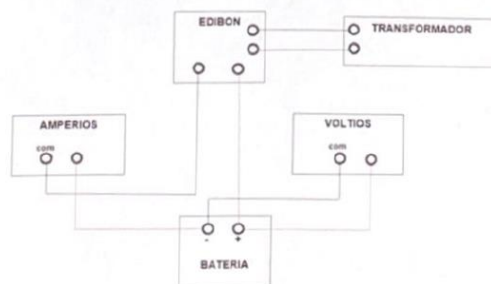 EDIBON
TRANSFORMADOR
AMPERIOS
com
VOLTIOS
com
- +
BATERIA